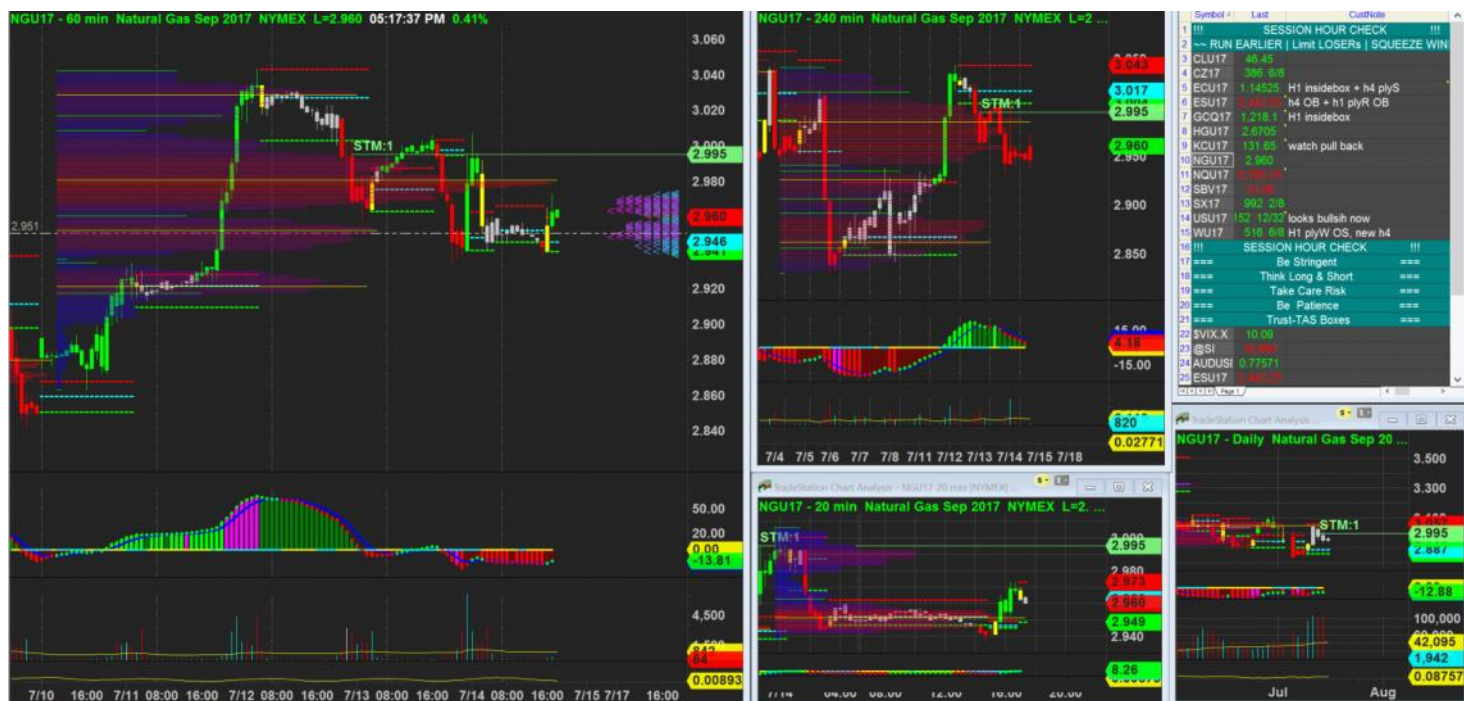 NGU17 - 60 min Natural Gas Sep 2017 NYMEX L=2.960 05:17:37 PM 0.41%
3.060
3.040
3.020
3.000
STM:1
2.995
2.980
2.960
2.951
2.946
2.941
2.920
2.900
2.880
2.860
2.840
50.00
20.00
0.00
-13.81
4,500
842
84
0.00893
7/10 16:00 7/11 08:00 16:00 7/12 08:00 16:00 7/13 08:00 16:00 7/14 08:00 16:00 7/15 7/17 16:00
NGU17 - 240 min Natural Gas Sep 2017 NYMEX L=2 ...
3.043
3.017
STM:1
2.995
2.960
2.950
2.900
2.850
15.00
4.18
-15.00
820
0.02771
7/4 7/5 7/6 7/7 7/8 7/11 7/12 7/13 7/14 7/15 7/18
TradeStation Chart Analysis - NGU17 20 min [NYMEX] ...
NGU17 - 20 min Natural Gas Sep 2017 NYMEX L=2. ...
STM:1
2.995
2.980
2.973
2.960
2.949
2.940
8.26
7/14 04:00 08:00 12:00 16:00 20:00
Symbol Last CustNote
1 !!! SESSION HOUR CHECK !!!
2 ~~ RUN EARLIER | Limit LOSERs | SQUEEZE WIN
3 CLU17 46.45
4 CZ17 386 6/8
5 ECU17 1.14525 H1 insidebox + h4 plyS
6 ESU17 h4 OB + h1 plyR OB
7 GCQ17 1,218.1 H1 insidebox
8 HGU17 2.6705
9 KCU17 131.65 watch pull back
10 NGU17 2.960
11 NQU17
12 SBV17
13 SX17 992 2/8
14 USU17 152 12/32 looks bullsih now
15 WU17 516 6/8 H1 plyW OS, new h4
16 !!! SESSION HOUR CHECK !!!
17 === Be Stringent ===
18 === Think Long & Short ===
19 === Take Care Risk ===
20 === Be Patience ===
21 === Trust-TAS Boxes ===
22 $VIX.X 10.09
23 @SI
24 AUDUSI 0.77571
25 ESU17
Page 1
TradeStation Chart Analysis ...
NGU17 - Daily Natural Gas Sep 20 ...
3.500
3.300
STM:1
2.995
2.887
-12.88
100,000
42,095
1,942
0.08757
Jul Aug